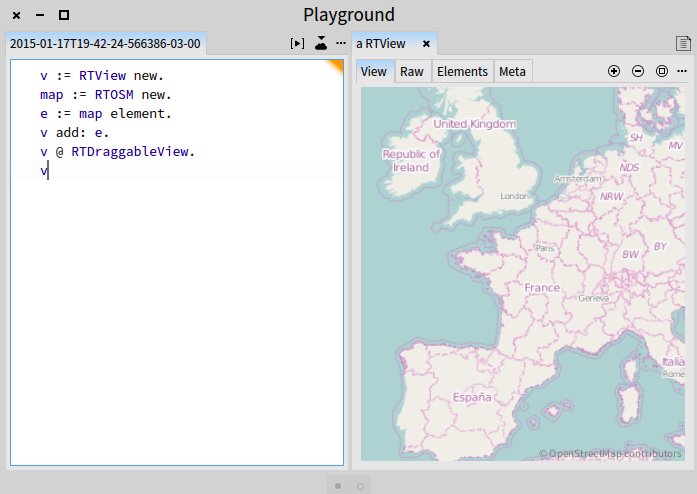 Playground
2015-01-17T19-42-24-566386-03-00
v := RTView new.
map := RTOSM new.
e := map element.
v add: e.
v @ RTDraggableView.
v
a RTView
View Raw Elements Meta
United Kingdom
Republic of
Ireland
London
Amsterdam
SH
MV
NDS
NRW
Paris
BW
BY
France
Geneva
Italia
Rome
España
© OpenStreetMap contributors